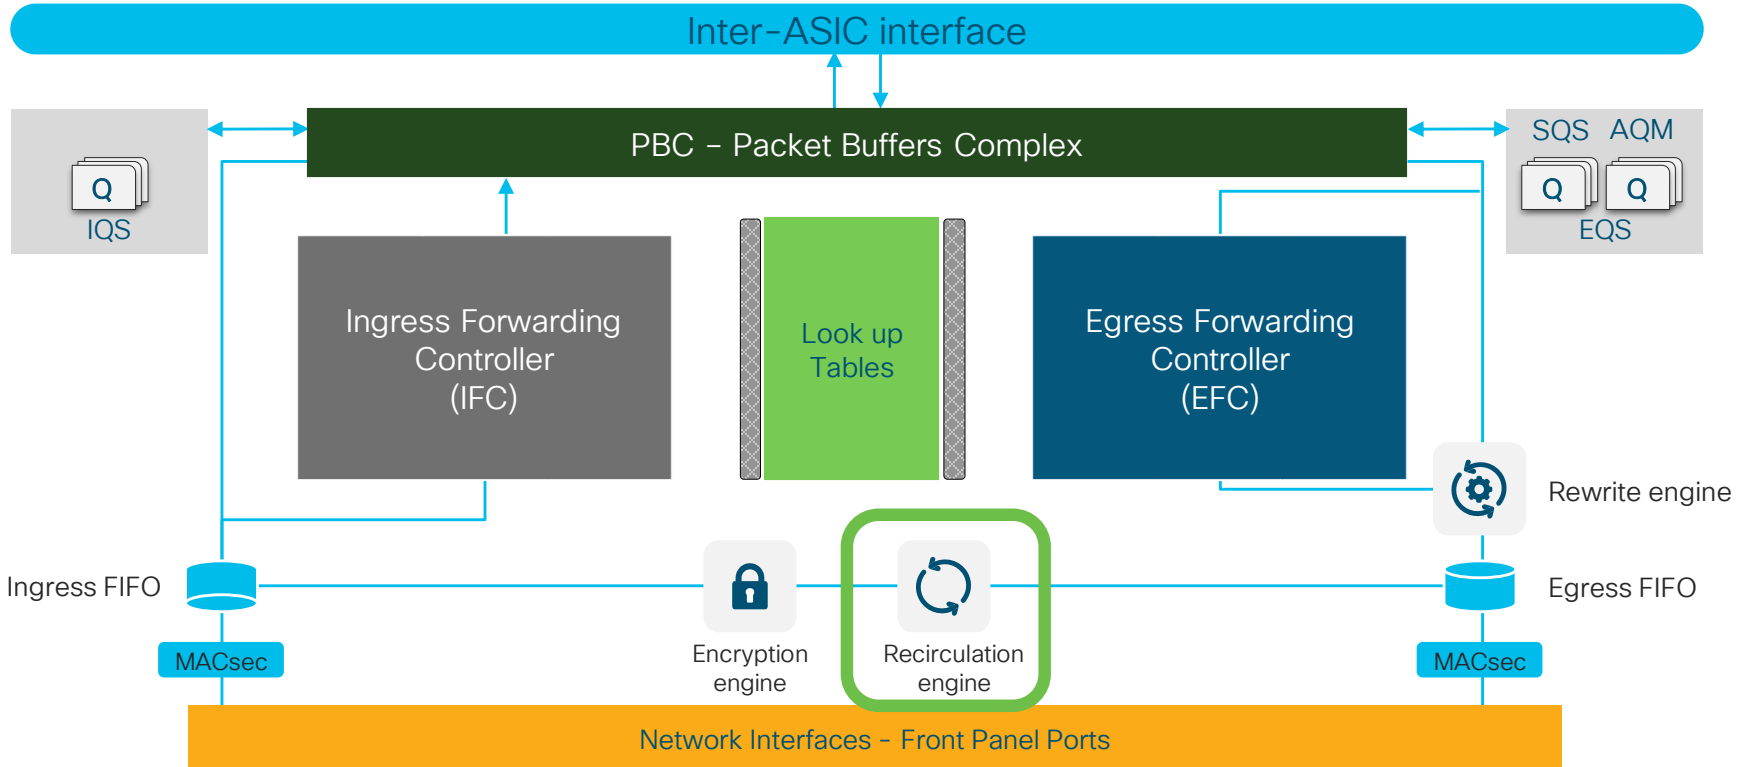 Inter-ASIC interface
PBC – Packet Buffers Complex
Q
IQS
SQS AQM
Q Q
EQS
Ingress Forwarding
Controller
(IFC)
Look up
Tables
Egress Forwarding
Controller
(EFC)
Rewrite engine
Ingress FIFO
Egress FIFO
Encryption
engine
Recirculation
engine
MACsec
MACsec
Network Interfaces - Front Panel Ports